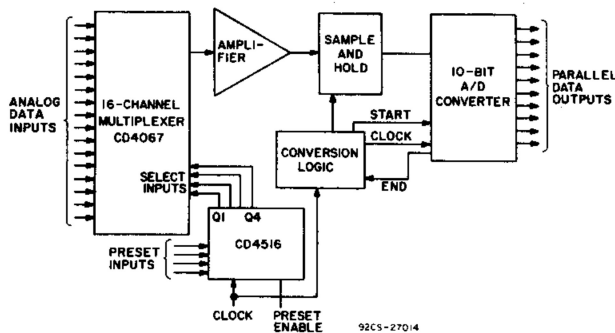 ANALOG
DATA
INPUTS
16-CHANNEL
MULTIPLEXER
CD4067
AMPLI-
FIER
SAMPLE
AND
HOLD
10-BIT
A/D
CONVERTER
PARALLEL
DATA
OUTPUTS
START
CLOCK
END
CONVERSION
LOGIC
SELECT
INPUTS
Q1 Q4
CD4516
PRESET
INPUTS
CLOCK
PRESET
ENABLE
92CS-27014